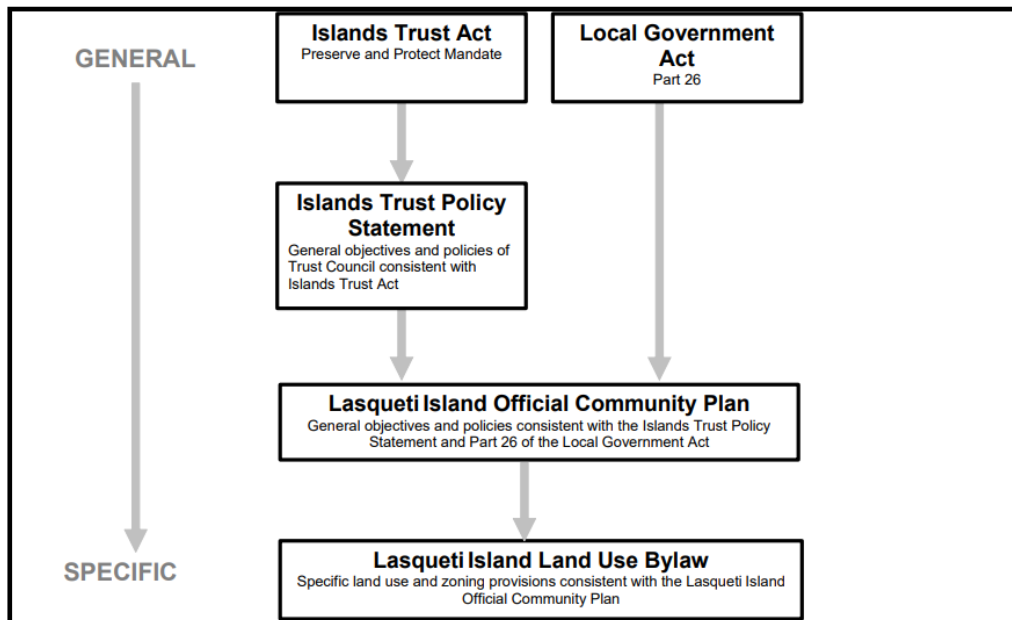 GENERAL
Islands Trust Act
Preserve and Protect Mandate
Local Government
Act
Part 26
Islands Trust Policy
Statement
General objectives and policies of
Trust Council consistent with
Islands Trust Act
Lasqueti Island Official Community Plan
General objectives and policies consistent with the Islands Trust Policy
Statement and Part 26 of the Local Government Act
SPECIFIC
Lasqueti Island Land Use Bylaw
Specific land use and zoning provisions consistent with the Lasqueti Island
Official Community Plan